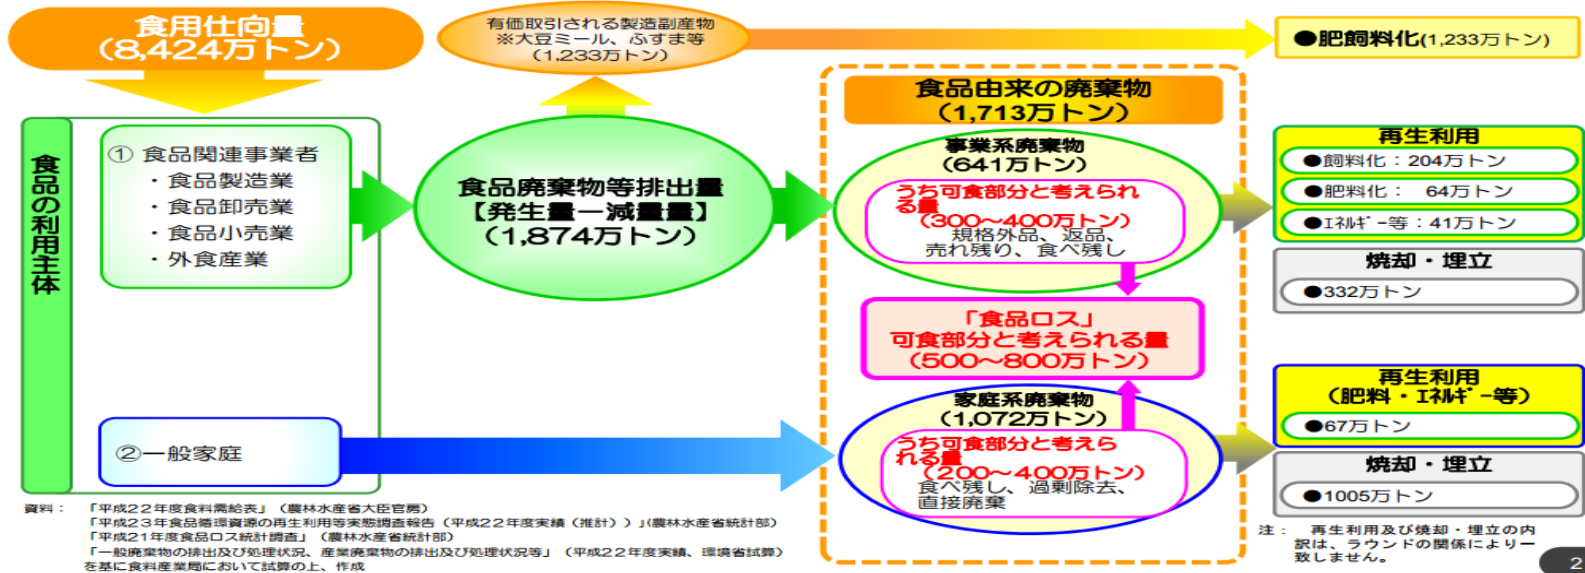 食用仕向量
(8,424万トン)
有価取引される製造副産物
※大豆ミール、ふすま等
(1,233万トン)
●肥飼料化(1,233万トン)
食品の利用主体
① 食品関連事業者
・食品製造業
・食品卸売業
・食品小売業
・外食産業
食品廃棄物等排出量
【発生量－減量量】
(1,874万トン)
食品由来の廃棄物
(1,713万トン)
事業系廃棄物
(641万トン)
うち可食部分と考えられ
る量
(300～400万トン)
規格外品、返品、
売れ残り、食べ残し
再生利用
●飼料化：204万トン
●肥料化：　64万トン
●ｴﾈﾙｷﾞｰ等：41万トン
焼却・埋立
●332万トン
「食品ロス」
可食部分と考えられる量
(500～800万トン)
②一般家庭
家庭系廃棄物
(1,072万トン)
うち可食部分と考えら
れる量
(200～400万トン)
食べ残し、過剰除去、
直接廃棄
再生利用
(肥料・ｴﾈﾙｷﾞｰ等)
●67万トン
焼却・埋立
●1005万トン
資料：　「平成２２年度食料需給表」（農林水産省大臣官房）
「平成２３年食品循環資源の再生利用等実態調査報告（平成２２年度実績（推計））」(農林水産省統計部)
「平成２１年度食品ロス統計調査」（農林水産省統計部）
「一般廃棄物の排出及び処理状況、産業廃棄物の排出及び処理状況等」（平成２２年度実績、環境省試算）
を基に食料産業局において試算の上、作成
注：　再生利用及び焼却・埋立の内
訳は、ラウンドの関係により一
致しません。
2